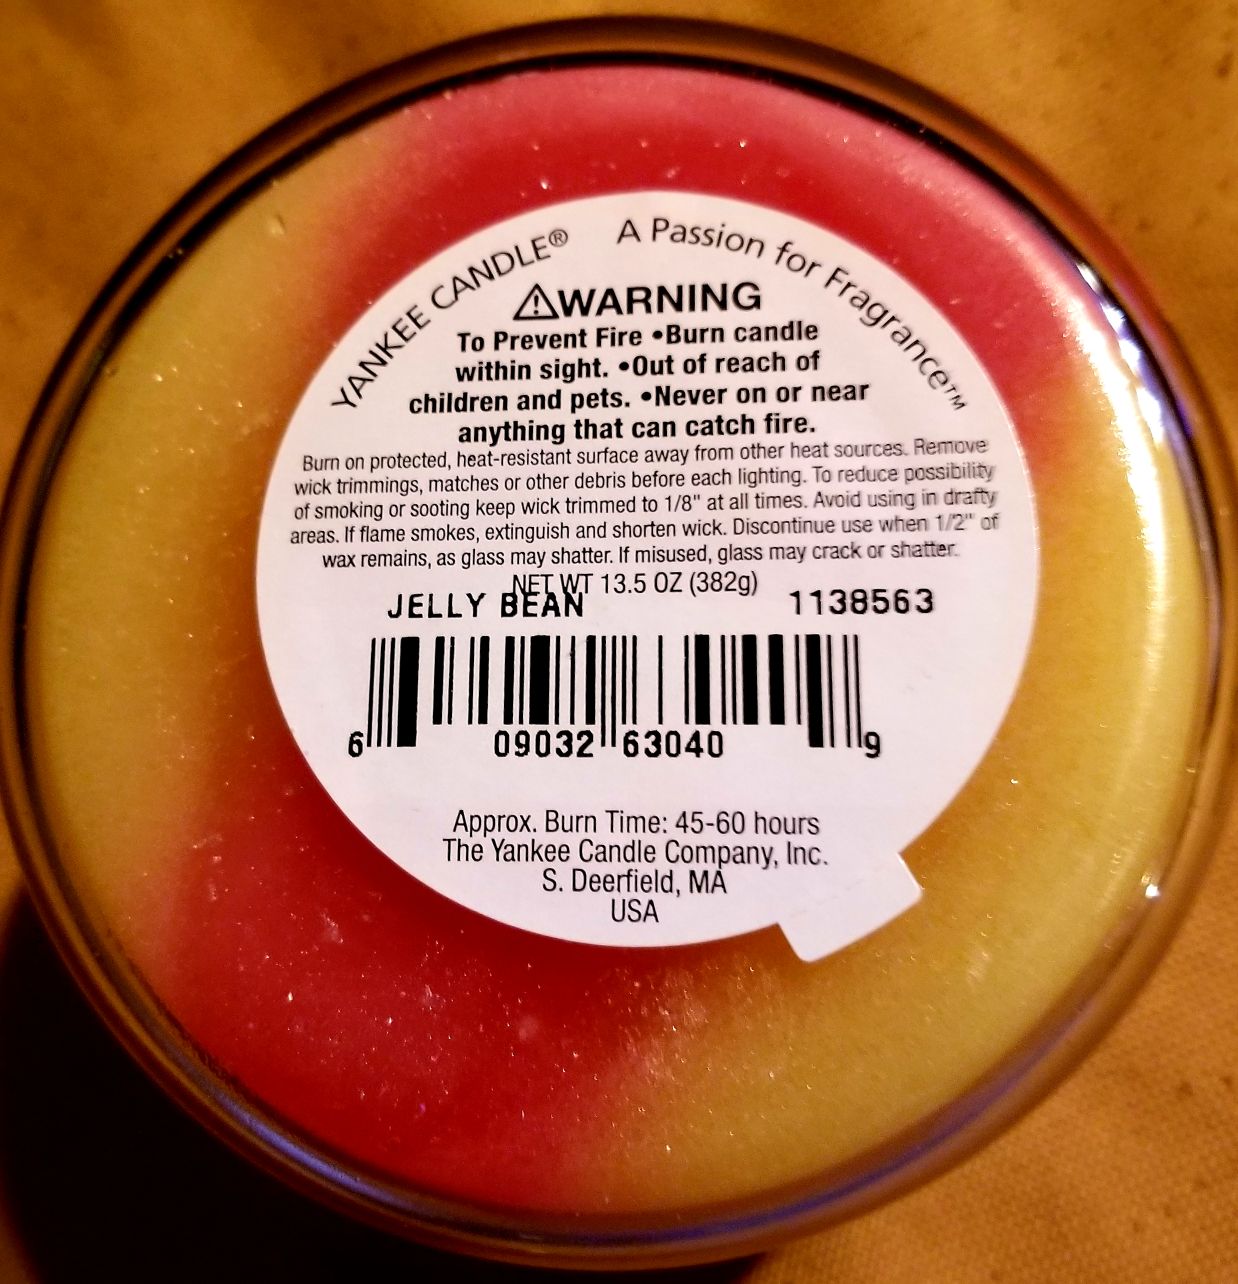 YANKEE CANDLE® A Passion for Fragrance™
⚠WARNING
To Prevent Fire •Burn candle
within sight. •Out of reach of
children and pets. •Never on or near
anything that can catch fire.
Burn on protected, heat-resistant surface away from other heat sources. Remove
wick trimmings, matches or other debris before each lighting. To reduce possibility
of smoking or sooting keep wick trimmed to 1/8" at all times. Avoid using in drafty
areas. If flame smokes, extinguish and shorten wick. Discontinue use when 1/2" of
wax remains, as glass may shatter. If misused, glass may crack or shatter.
NET WT 13.5 OZ (382g)
JELLY BEAN 1138563
6 09032 63040 9
Approx. Burn Time: 45-60 hours
The Yankee Candle Company, Inc.
S. Deerfield, MA
USA